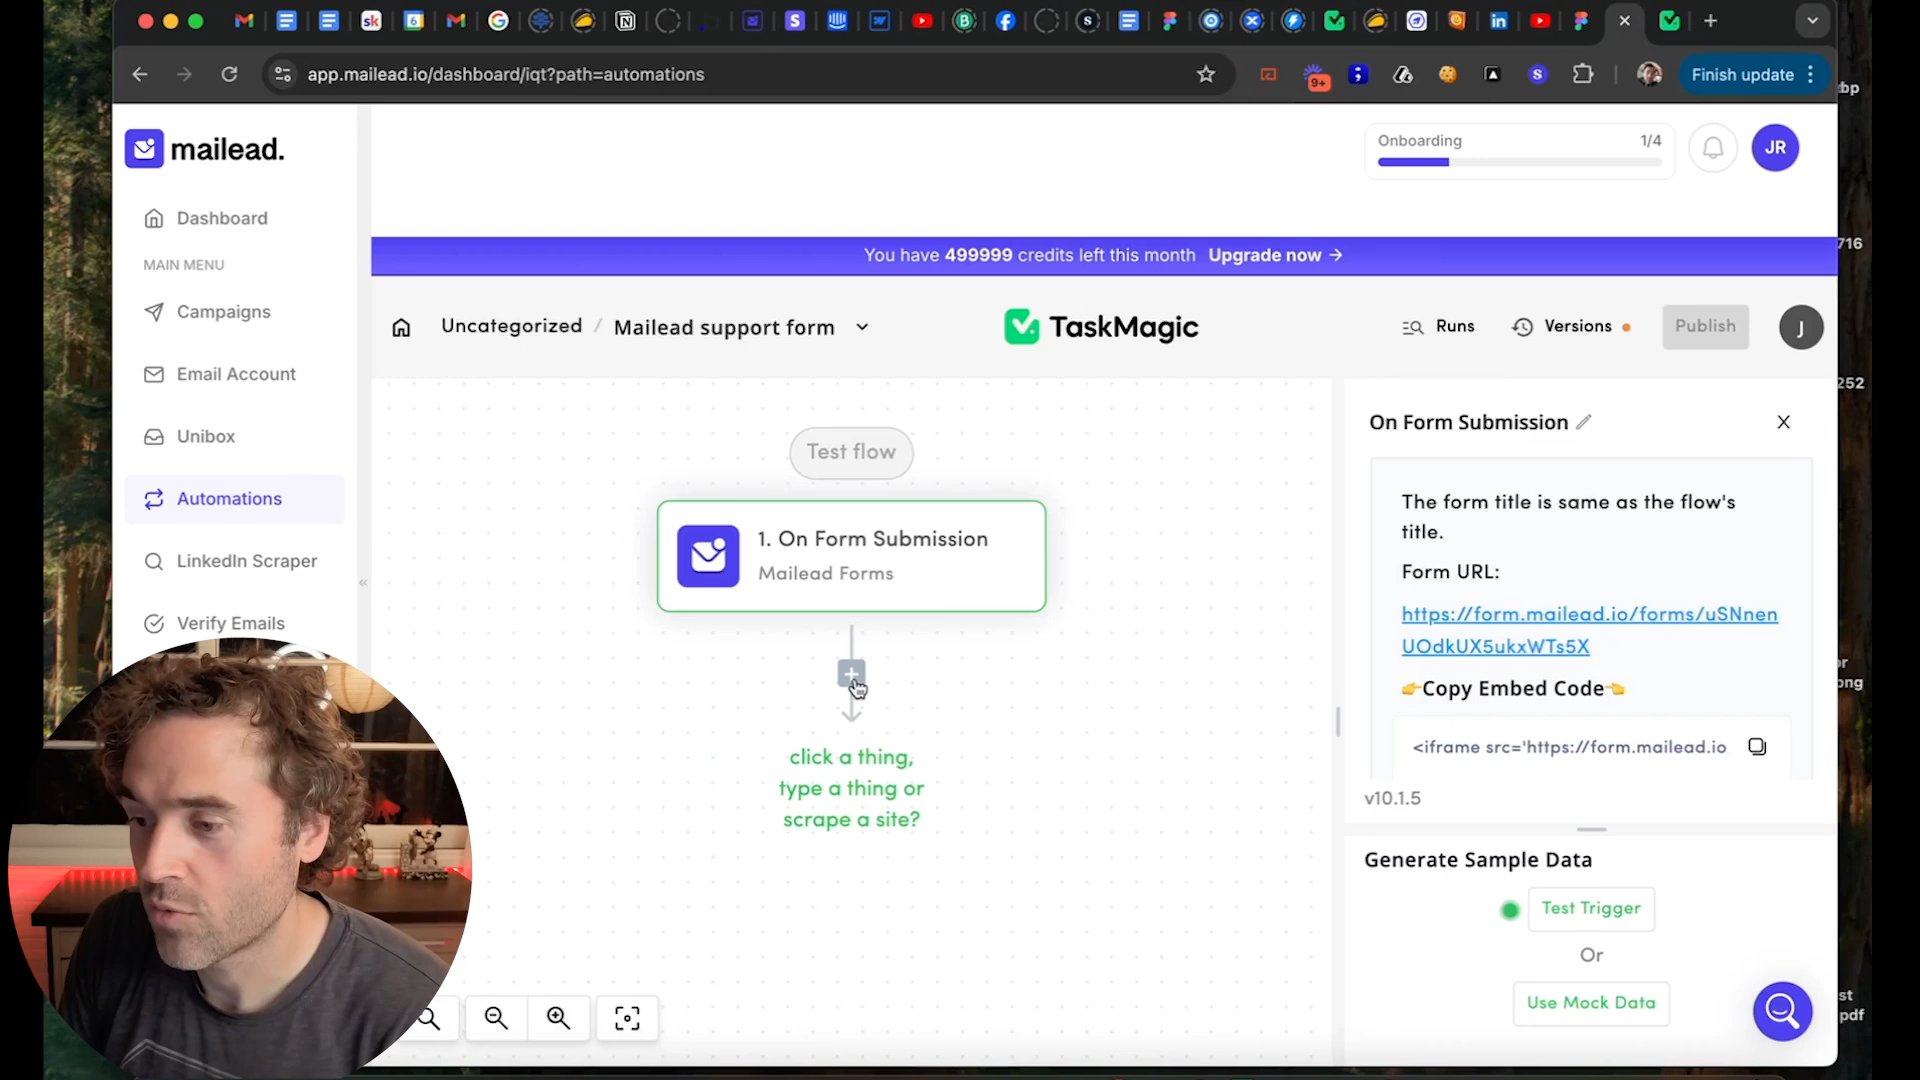 app.mailead.io/dashboard/iqt?path=automations
9+
Finish update
mailead.
Onboarding
1/4
JR
Dashboard
MAIN MENU
Campaigns
Email Account
Unibox
Automations
LinkedIn Scraper
Verify Emails
You have 499999 credits left this month Upgrade now →
Uncategorized / Mailead support form
TaskMagic
Runs
Versions
Publish
J
Test flow
1. On Form Submission
Mailead Forms
click a thing,
type a thing or
scrape a site?
On Form Submission
The form title is same as the flow's
title.
Form URL:
https://form.mailead.io/forms/uSNnen
UOdkUX5ukxWTs5X
👉Copy Embed Code👈
<iframe src='https://form.mailead.io
v10.1.5
Generate Sample Data
Test Trigger
Or
Use Mock Data
716
252